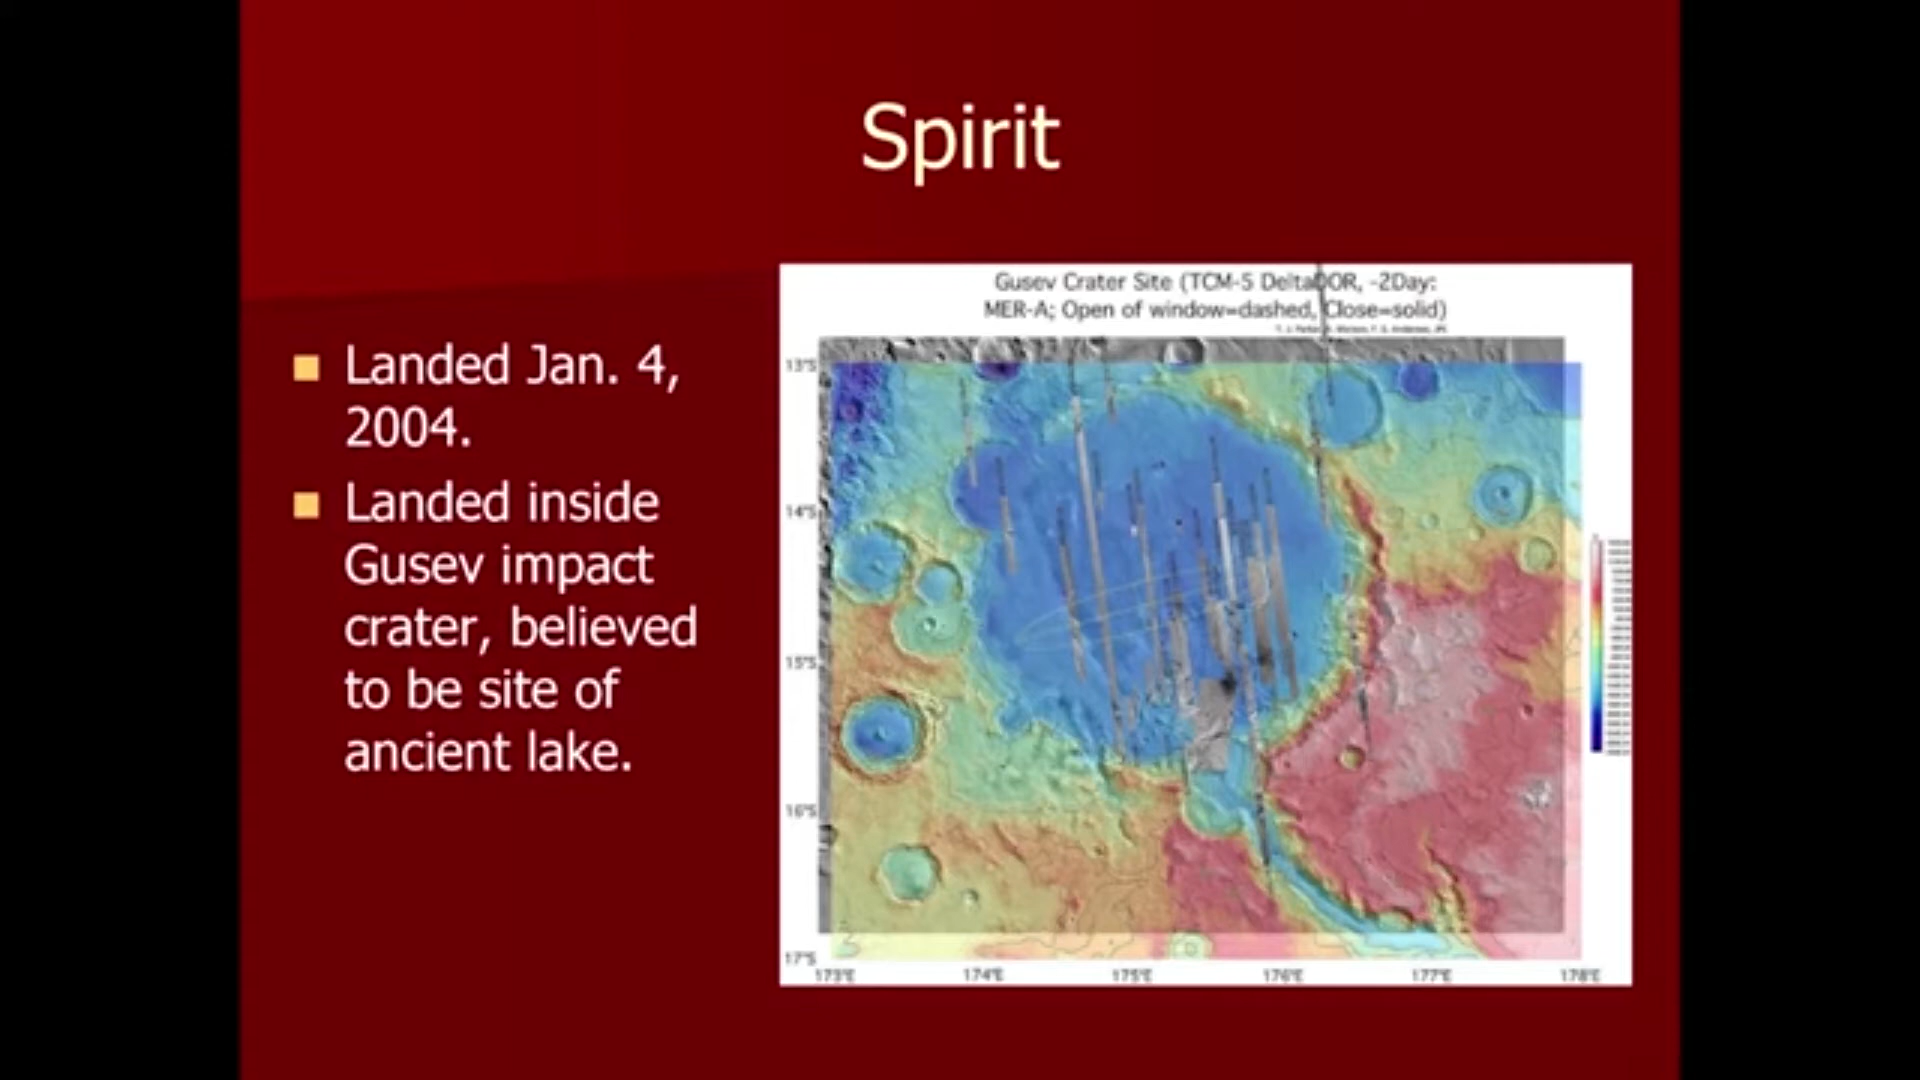 Spirit
Landed Jan. 4,
2004.
Landed inside
Gusev impact
crater, believed
to be site of
ancient lake.
Gusev Crater Site (TCM-5 DeltaDOR, -2Day:
MER-A; Open of window=dashed, Close=solid)
13°S
14°S
15°S
16°S
17°S
173°E
174°E
175°E
176°E
177°E
178°E